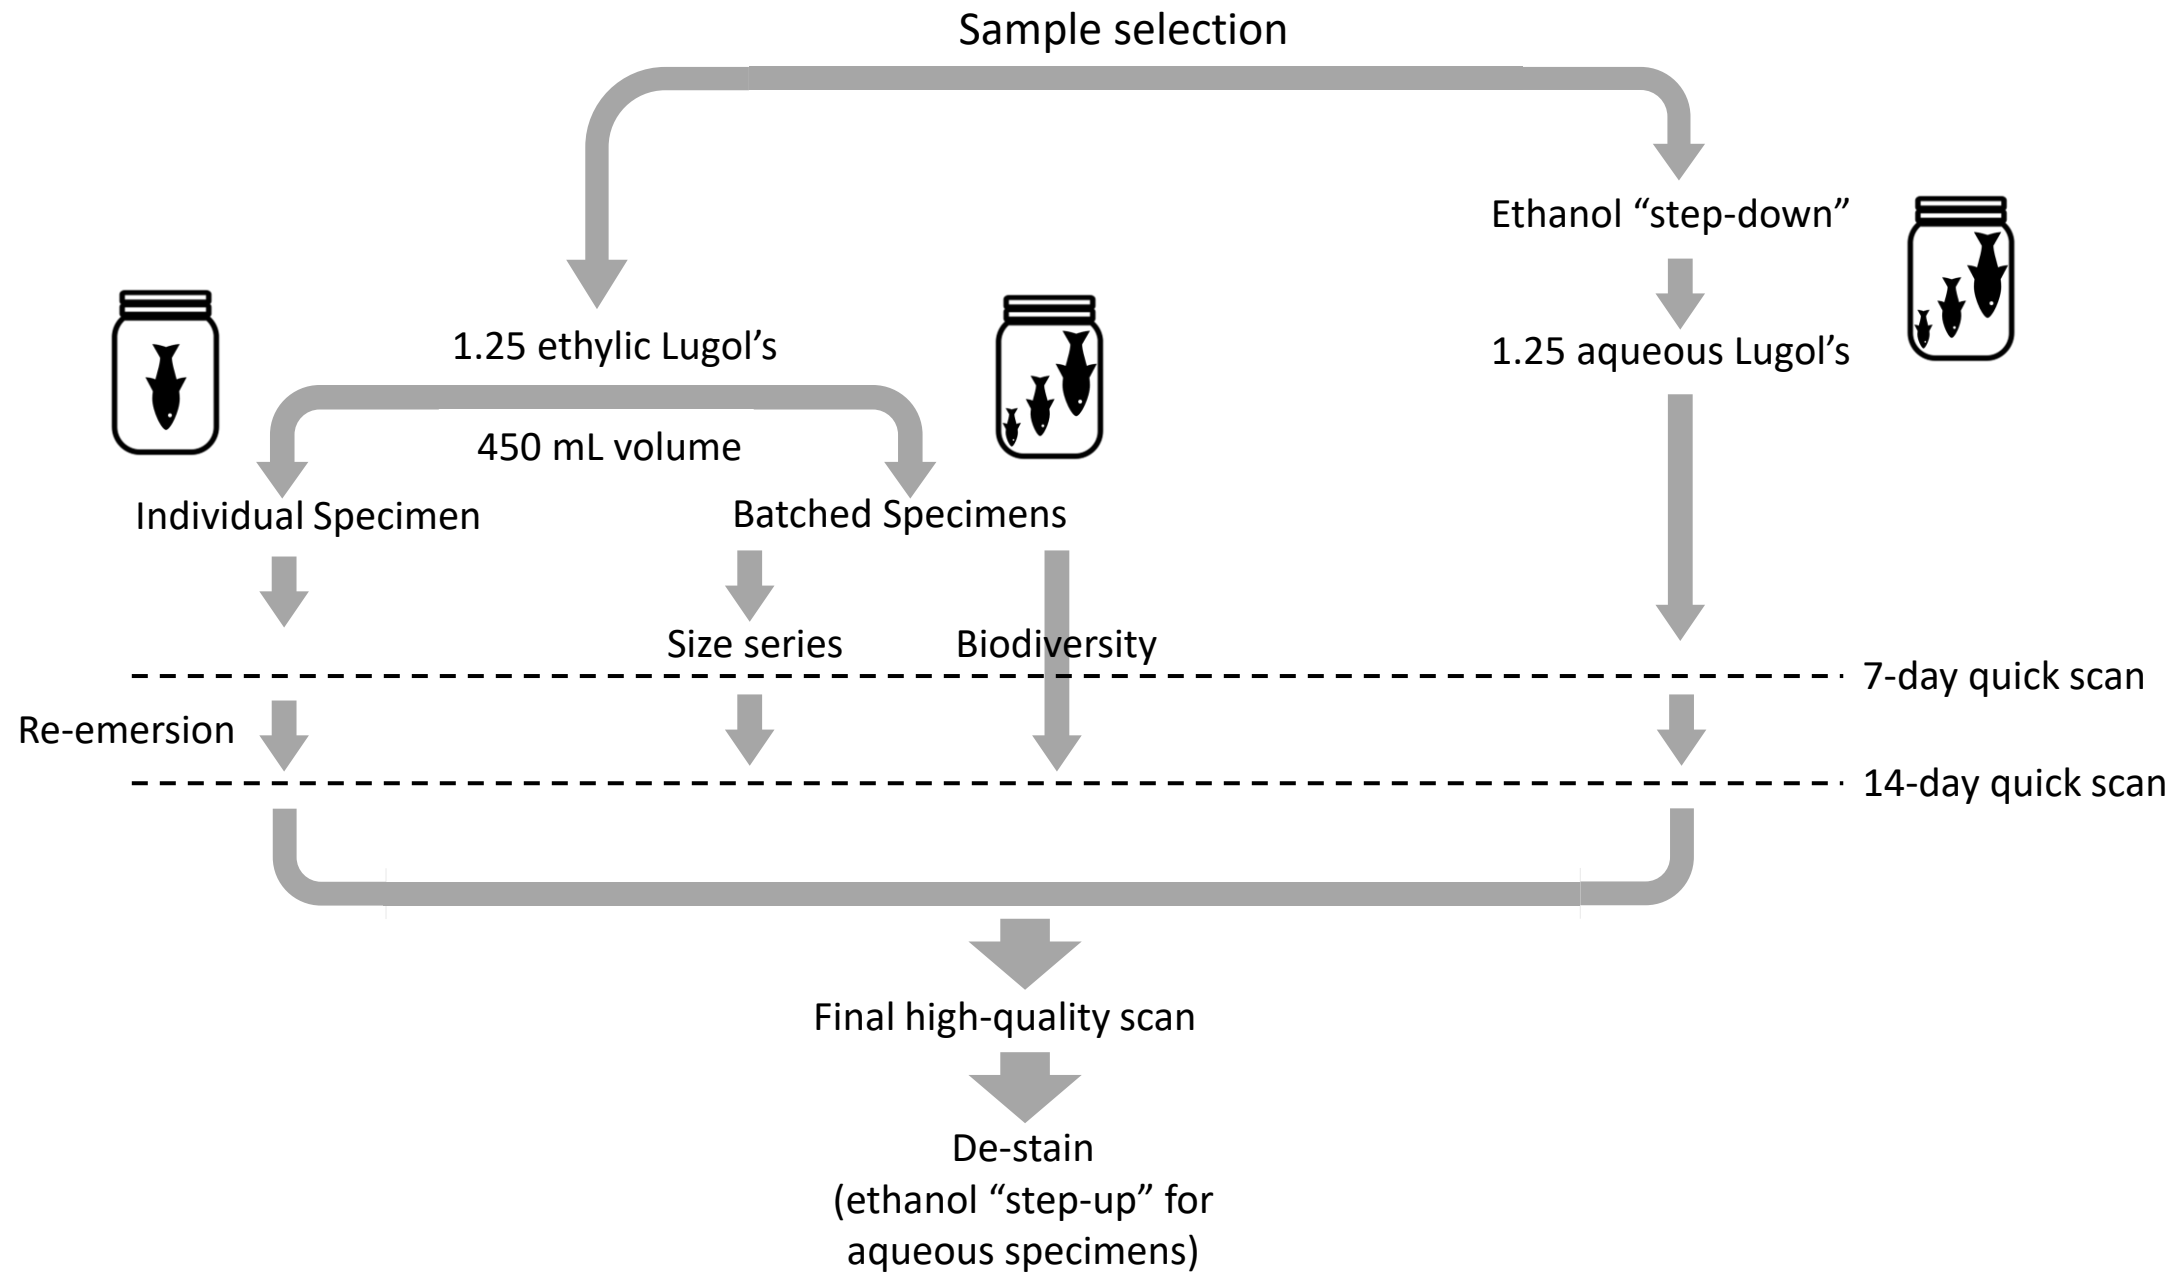 Sample selection
Ethanol “step-down”
1.25 ethylic Lugol’s
1.25 aqueous Lugol’s
450 mL volume
Individual Specimen
Batched Specimens
Size series
Biodiversity
7-day quick scan
Re-emersion
14-day quick scan
Final high-quality scan
De-stain
(ethanol “step-up” for
aqueous specimens)